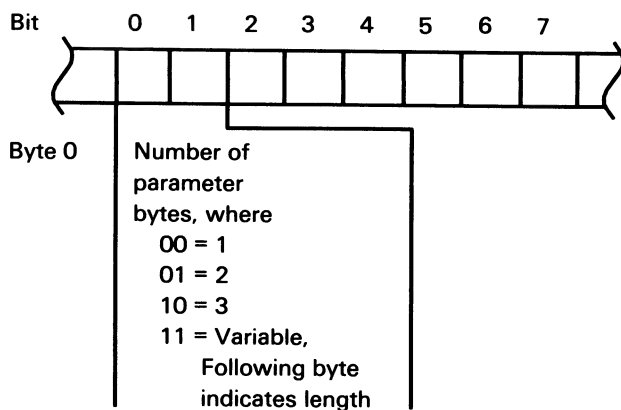 Bit 0 1 2 3 4 5 6 7
Byte 0 Number of
parameter
bytes, where
00 = 1
01 = 2
10 = 3
11 = Variable,
Following byte
indicates length